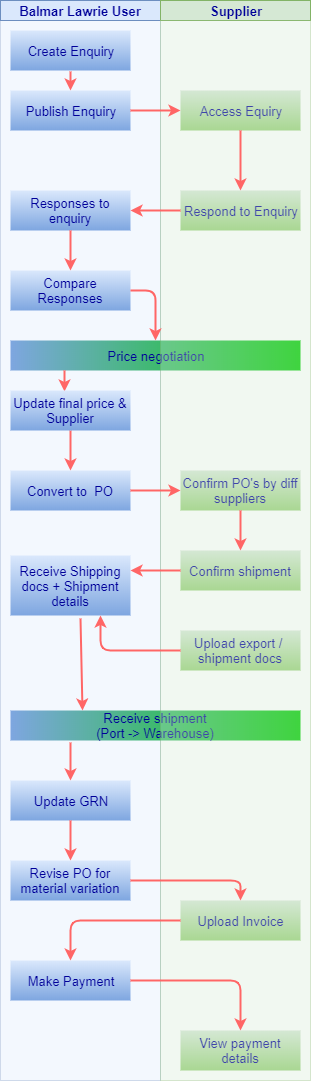 Balmar Lawrie User
Supplier
Create Enquiry
Publish Enquiry
Access Equiry
Responses to
enquiry
Respond to Enquiry
Compare
Responses
Price negotiation
Update final price &
Supplier
Convert to  PO
Confirm PO's by diff
suppliers
Receive Shipping
docs + Shipment
details
Confirm shipment
Upload export /
shipment docs
Receive shipment
(Port -> Warehouse)
Update GRN
Revise PO for
material variation
Upload Invoice
Make Payment
View payment
details